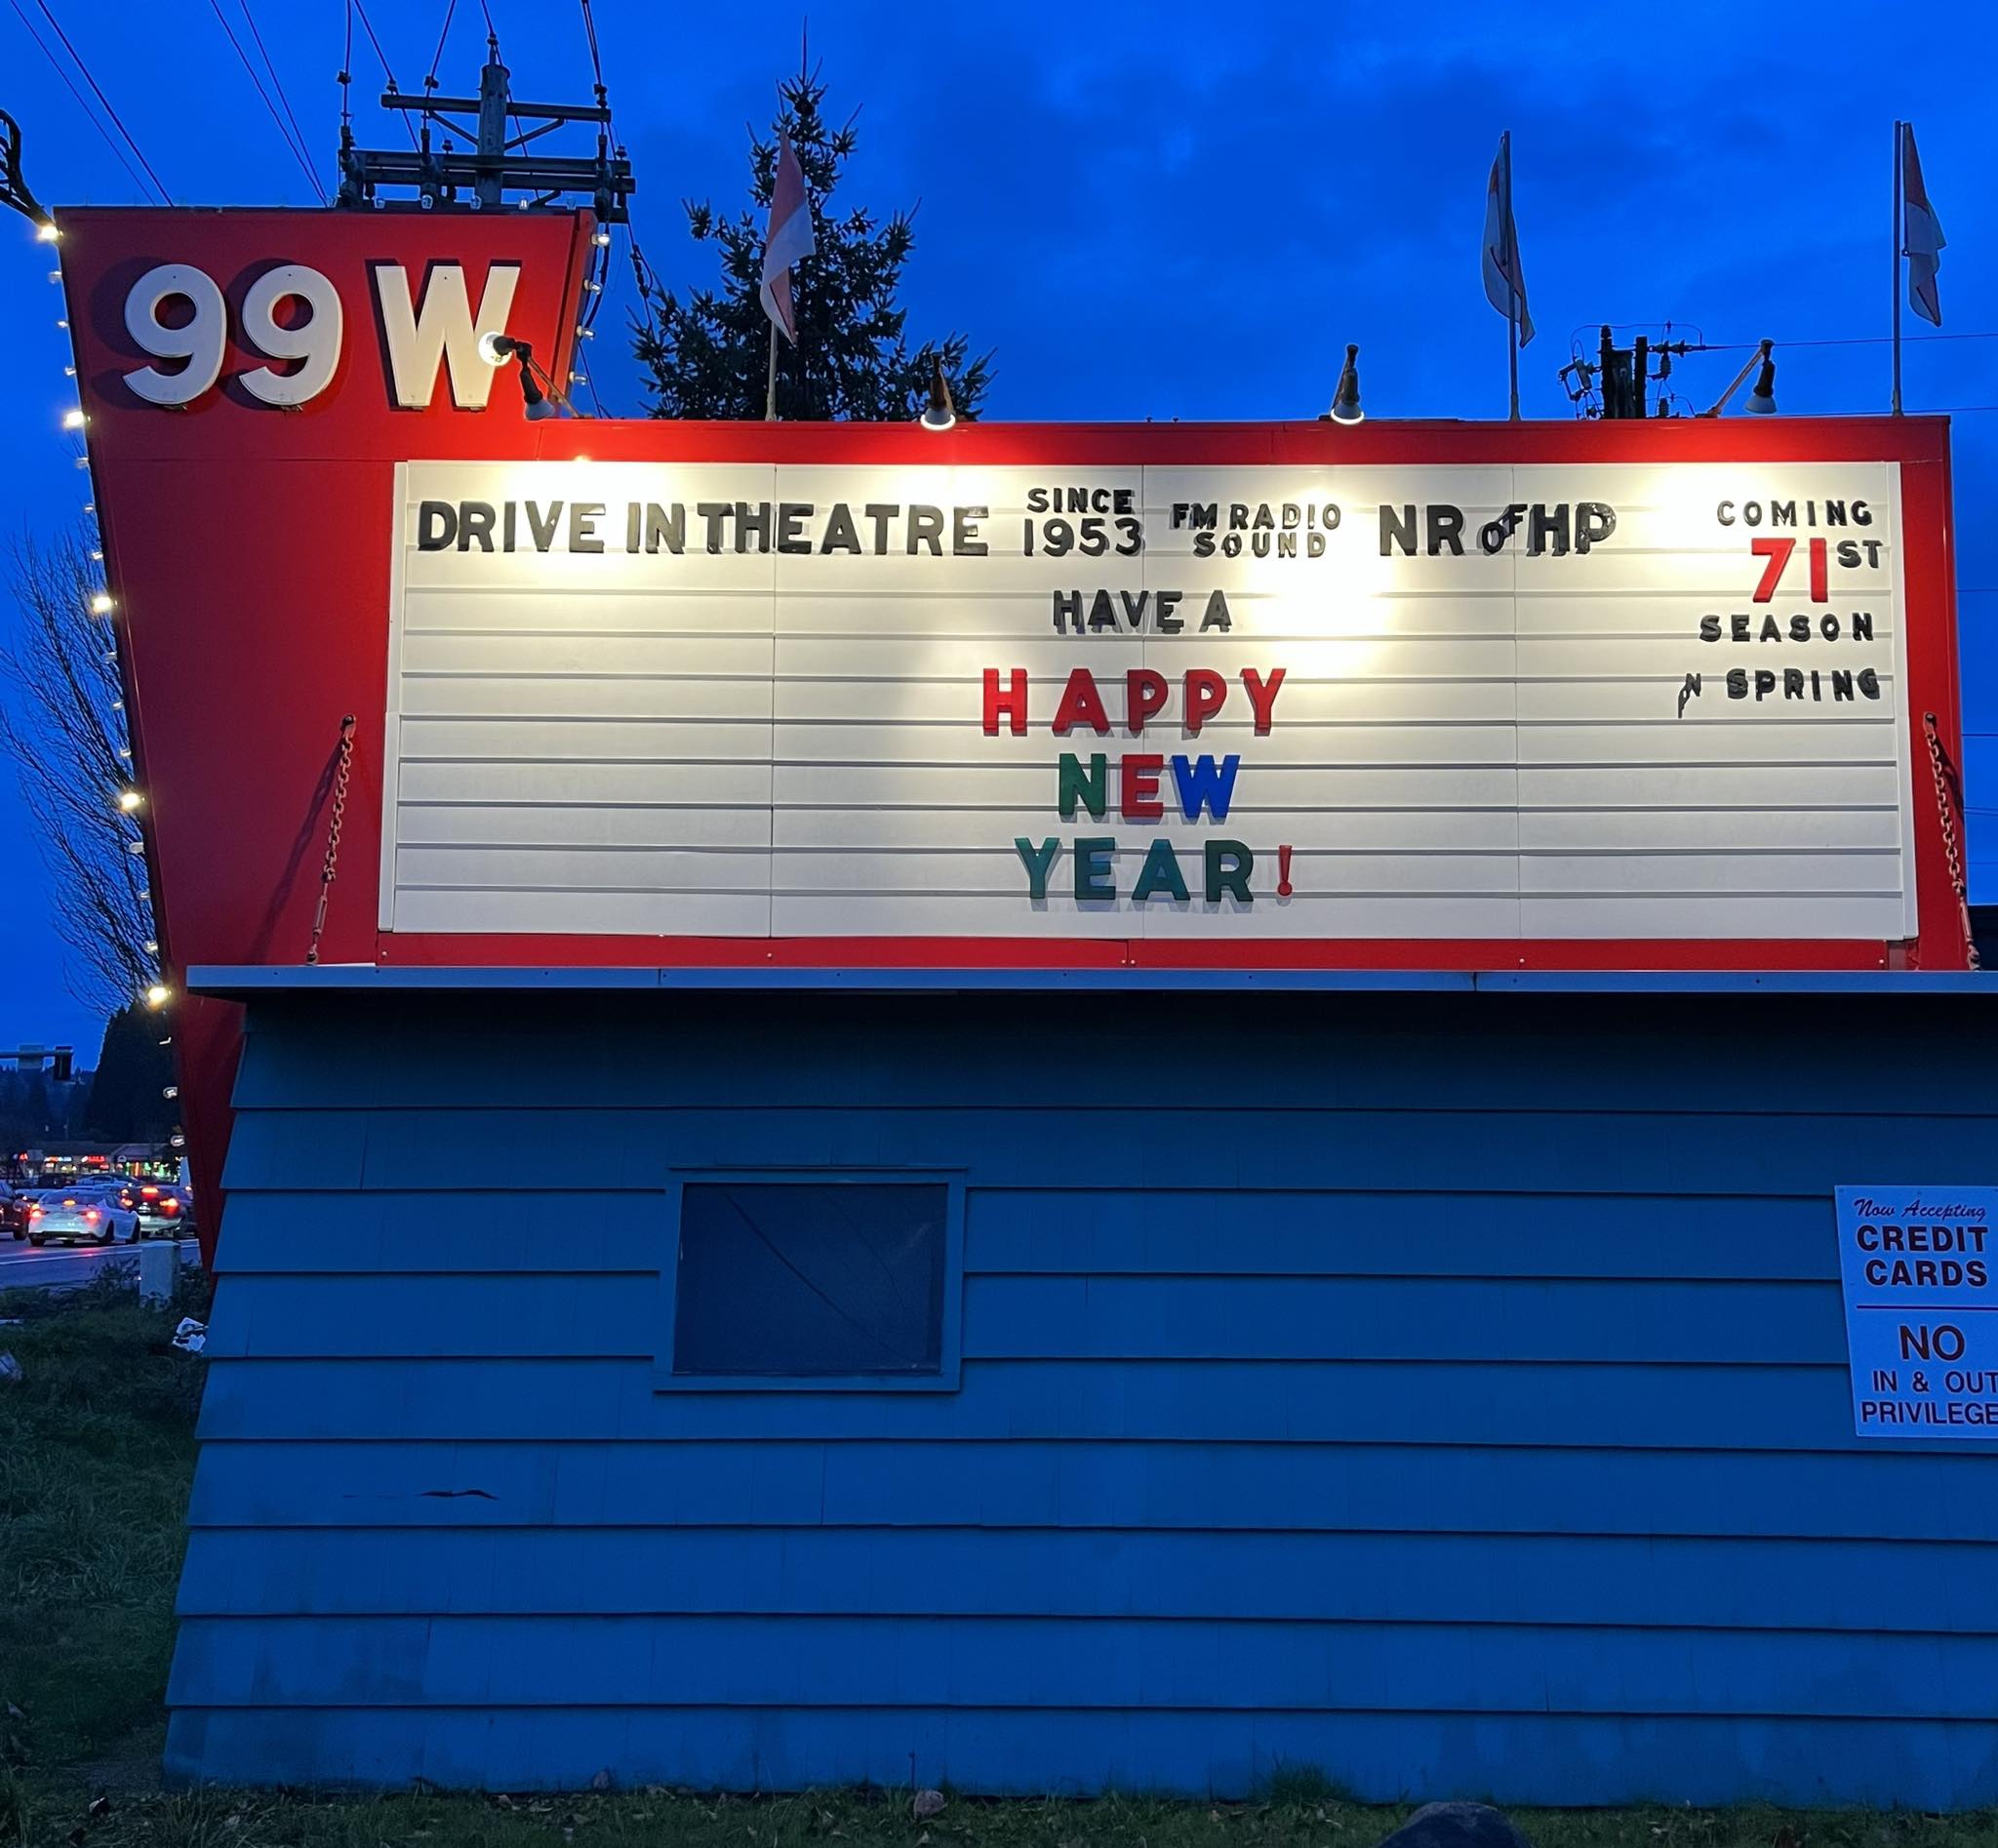 99W
DRIVE IN THEATRE SINCE 1953 FM RADIO SOUND NR OF HP
HAVE A
HAPPY
NEW
YEAR!
COMING
71ST
SEASON
IN SPRING
Now Accepting
CREDIT
CARDS
NO
IN & OUT
PRIVILEGE